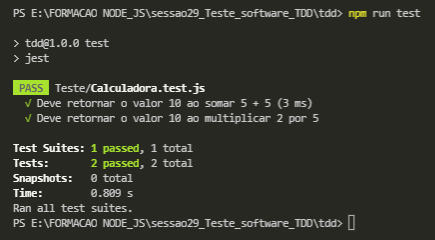 PS E:\FORMACAO NODE_JS\sessao29_Teste_software_TDD\tdd> npm run test
> tdd@1.0.0 test
> jest
PASS Teste/Calculadora.test.js
√ Deve retornar o valor 10 ao somar 5 + 5 (3 ms)
√ Deve retornar o valor 10 ao multiplicar 2 por 5
Test Suites: 1 passed, 1 total
Tests: 2 passed, 2 total
Snapshots: 0 total
Time: 0.809 s
Ran all test suites.
PS E:\FORMACAO NODE_JS\sessao29_Teste_software_TDD\tdd>